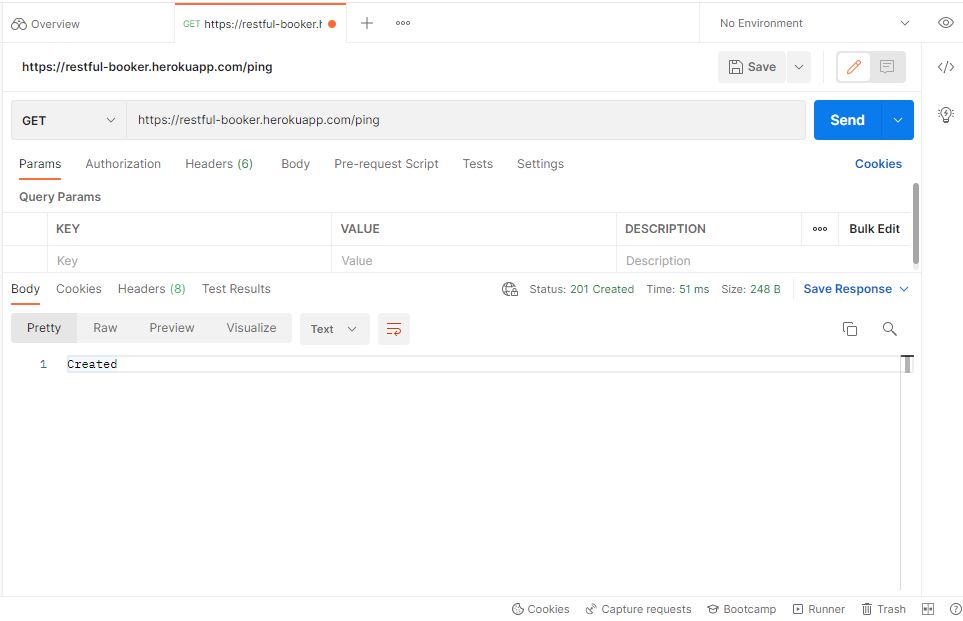 Overview
GET https://restful-booker.h
No Environment
https://restful-booker.herokuapp.com/ping
Save
GET https://restful-booker.herokuapp.com/ping
Send
Params Authorization Headers (6) Body Pre-request Script Tests Settings Cookies
Query Params
KEY VALUE DESCRIPTION Bulk Edit
Key Value Description
Body Cookies Headers (8) Test Results Status: 201 Created Time: 51 ms Size: 248 B Save Response
Pretty Raw Preview Visualize Text
1 Created
Cookies Capture requests Bootcamp Runner Trash